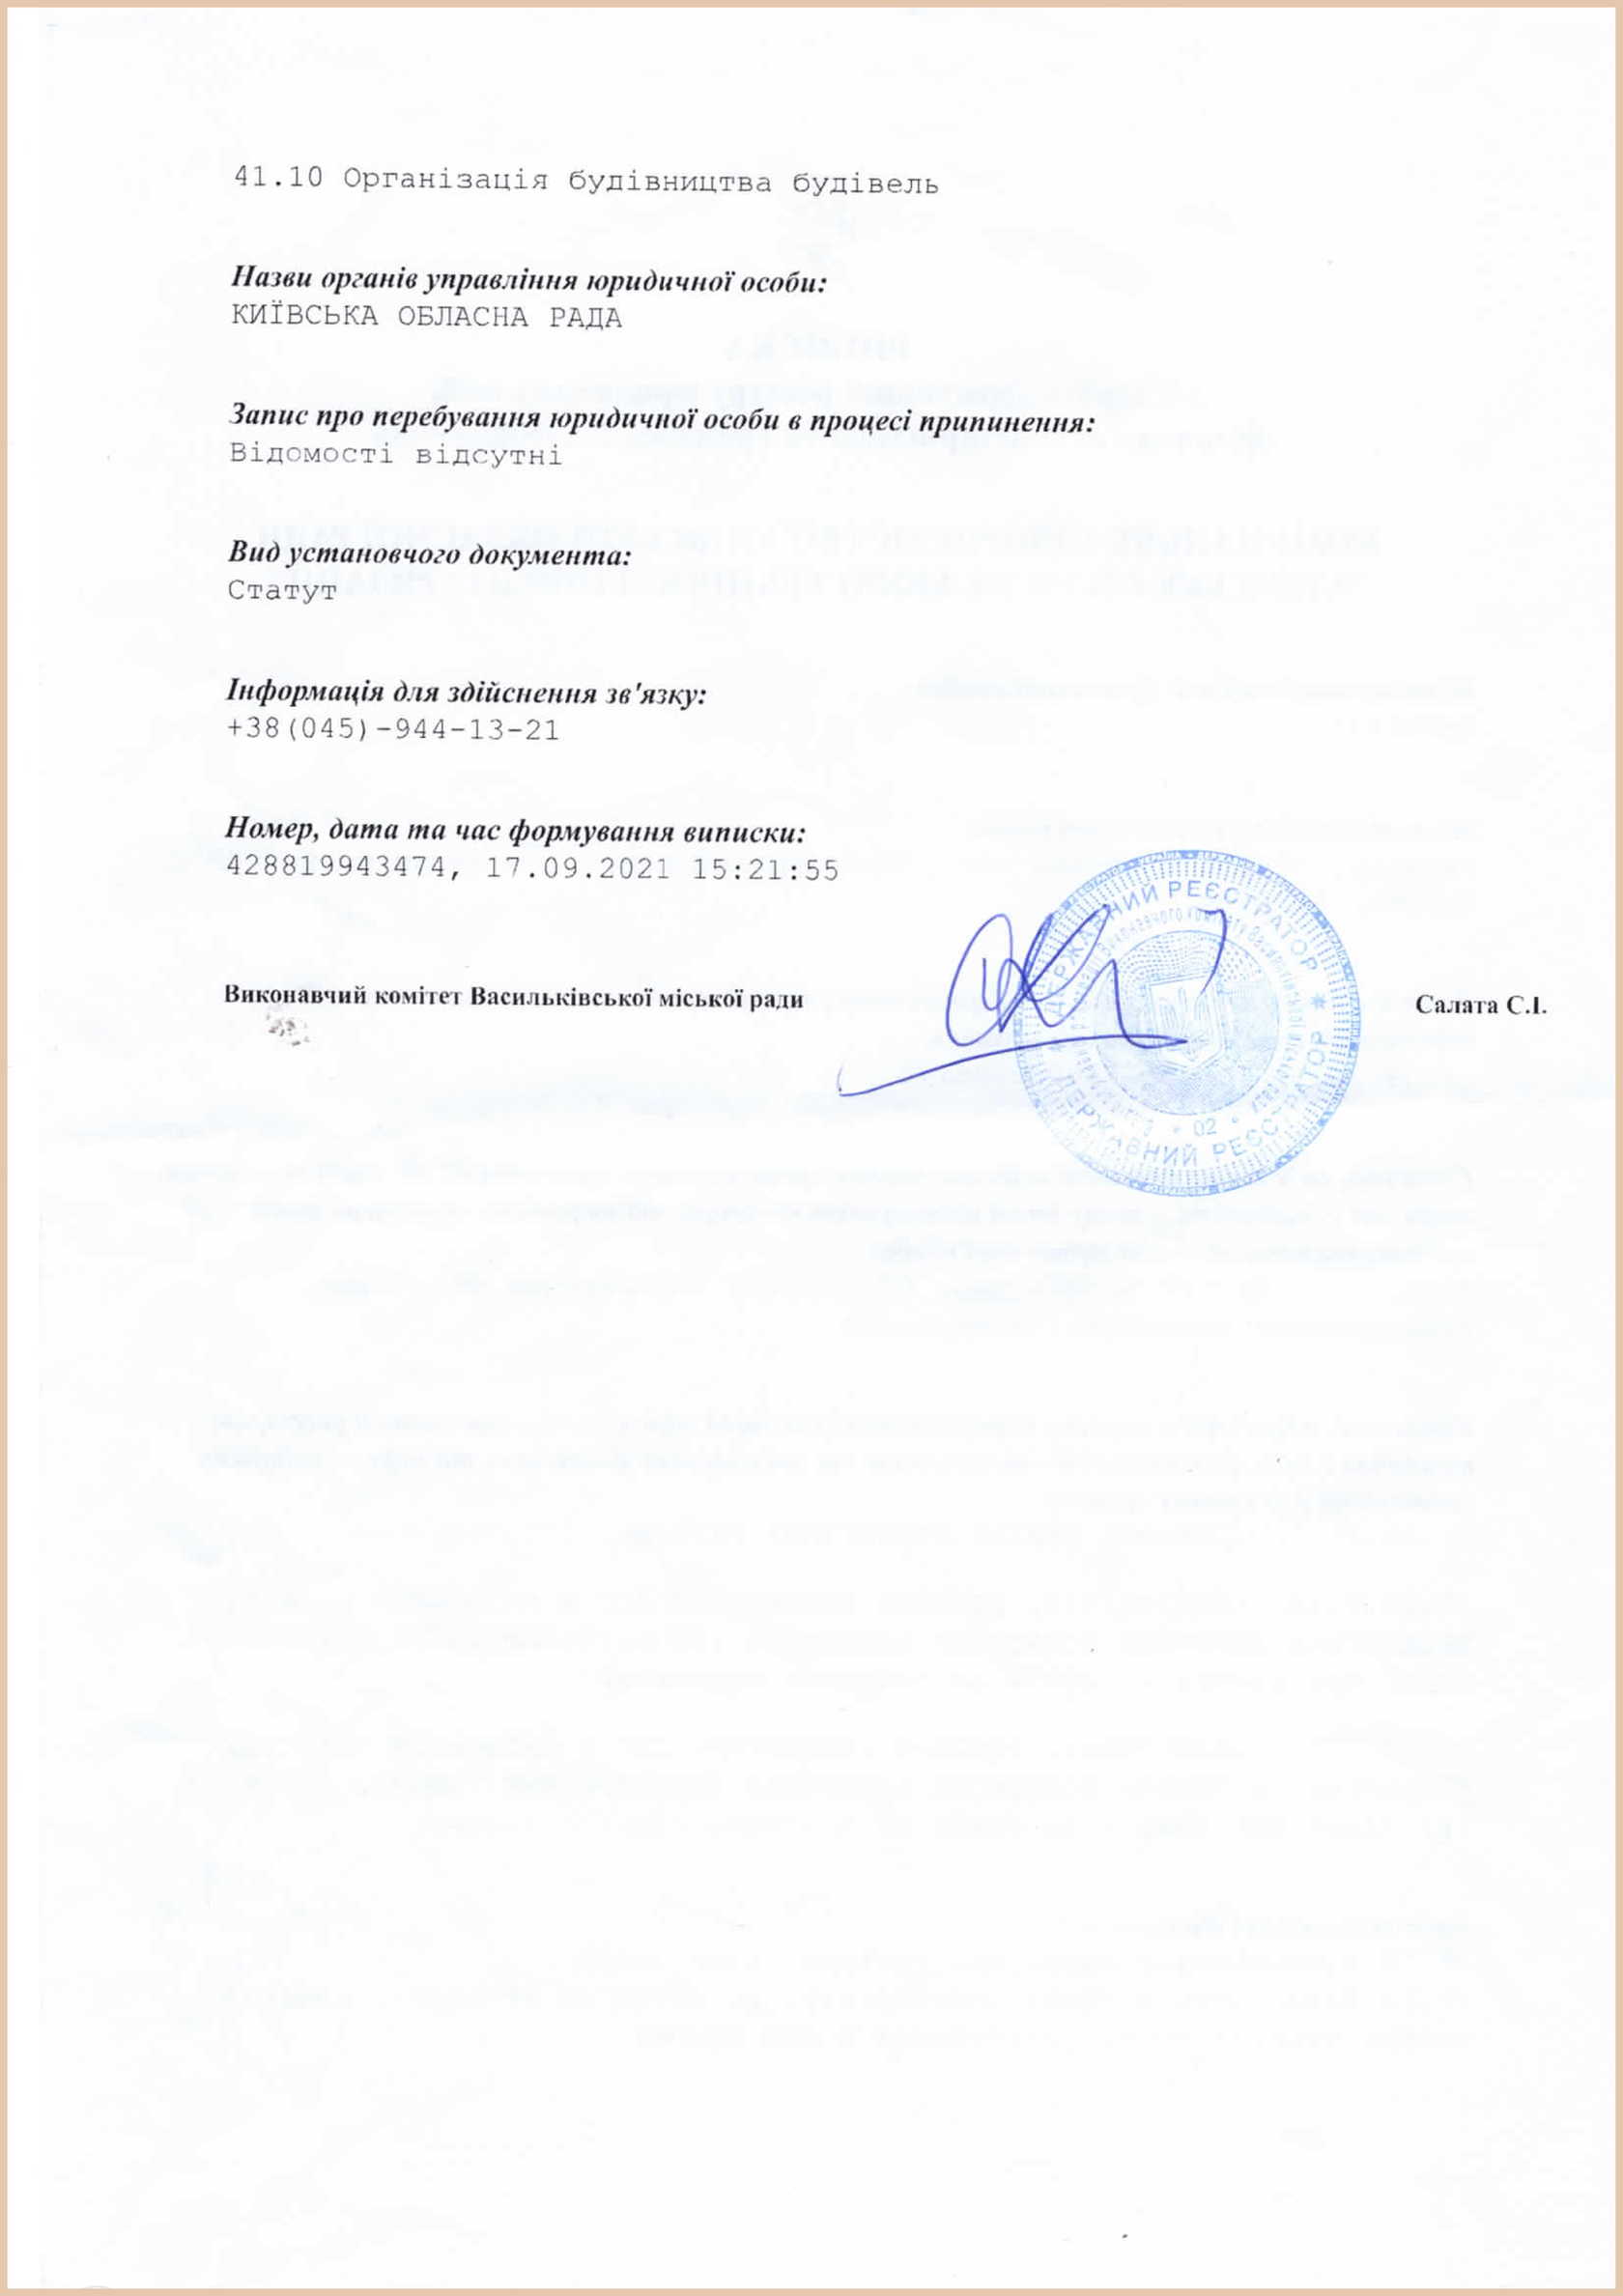 41.10 Організація будівництва будівель
Назви органів управління юридичної особи:
КИЇВСЬКА ОБЛАСНА РАДА
Запис про перебування юридичної особи в процесі припинення:
Відомості відсутні
Вид установчого документа:
Статут
Інформація для здійснення зв'язку:
+38(045)-944-13-21
Номер, дата та час формування виписки:
428819943474, 17.09.2021 15:21:55
Виконавчий комітет Васильківської міської ради
Салата С.І.
ДЕРЖАВНИЙ РЕЄСТРАТОР
ДЕРЖАВНИЙ РЕЄСТРАТОР
02